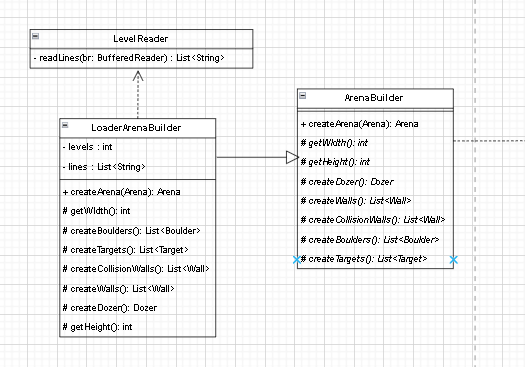 LevelReader
- readLines(br: BufferedReader) : List<String>
LoaderArenaBuilder
- levels : int
- lines : List<String>
+ createArena(Arena): Arena
# getWidth(): int
# createBoulders(): List<Boulder>
# createTargets(): List<Target>
# createCollisionWalls(): List<Wall>
# createWalls(): List<Wall>
# createDozer(): Dozer
# getHeight(): int
ArenaBuilder
+ createArena(Arena): Arena
# getWidth(): int
# getHeight(): int
# createDozer(): Dozer
# createWalls(): List<Wall>
# createCollisionWalls(): List<Wall>
# createBoulders(): List<Boulder>
# createTargets(): List<Target>